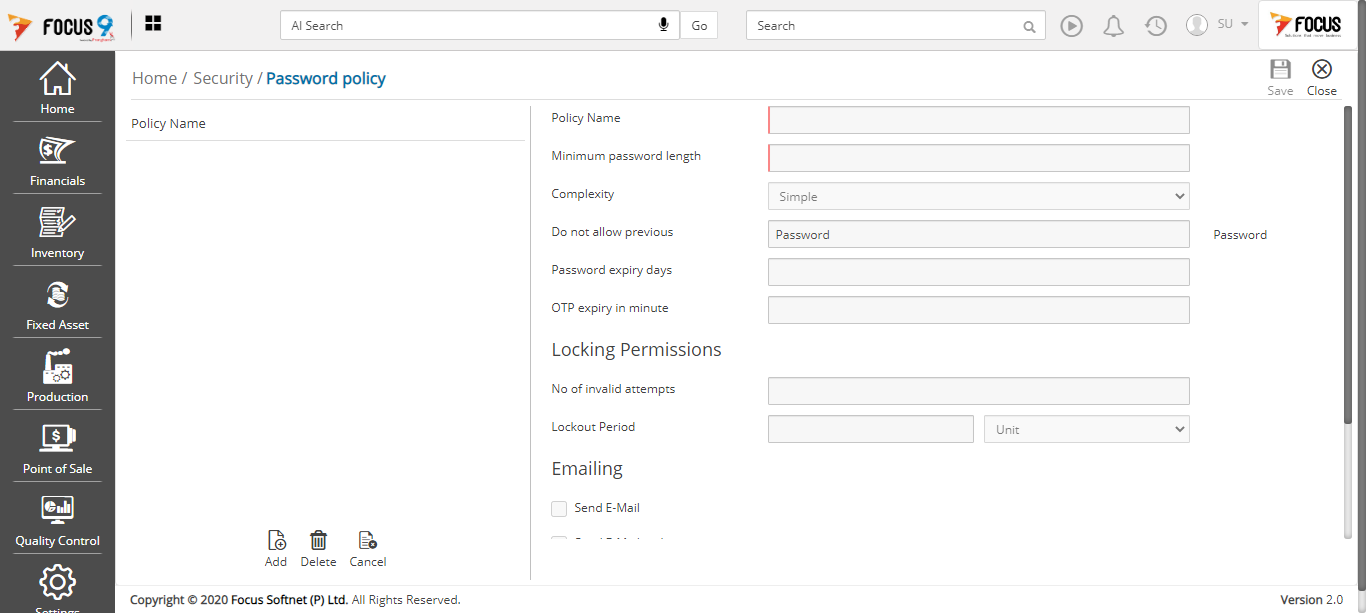 FOCUS 9
AI Search
Go
Search
SU
FOCUS
Home / Security / Password policy
Save
Close
Home
Financials
Inventory
Fixed Asset
Production
Point of Sale
Quality Control
Settings
Policy Name
Add
Delete
Cancel
Policy Name
Minimum password length
Complexity Simple
Do not allow previous Password Password
Password expiry days
OTP expiry in minute
Locking Permissions
No of invalid attempts
Lockout Period Unit
Emailing
Send E-Mail
Copyright © 2020 Focus Softnet (P) Ltd. All Rights Reserved.
Version 2.0